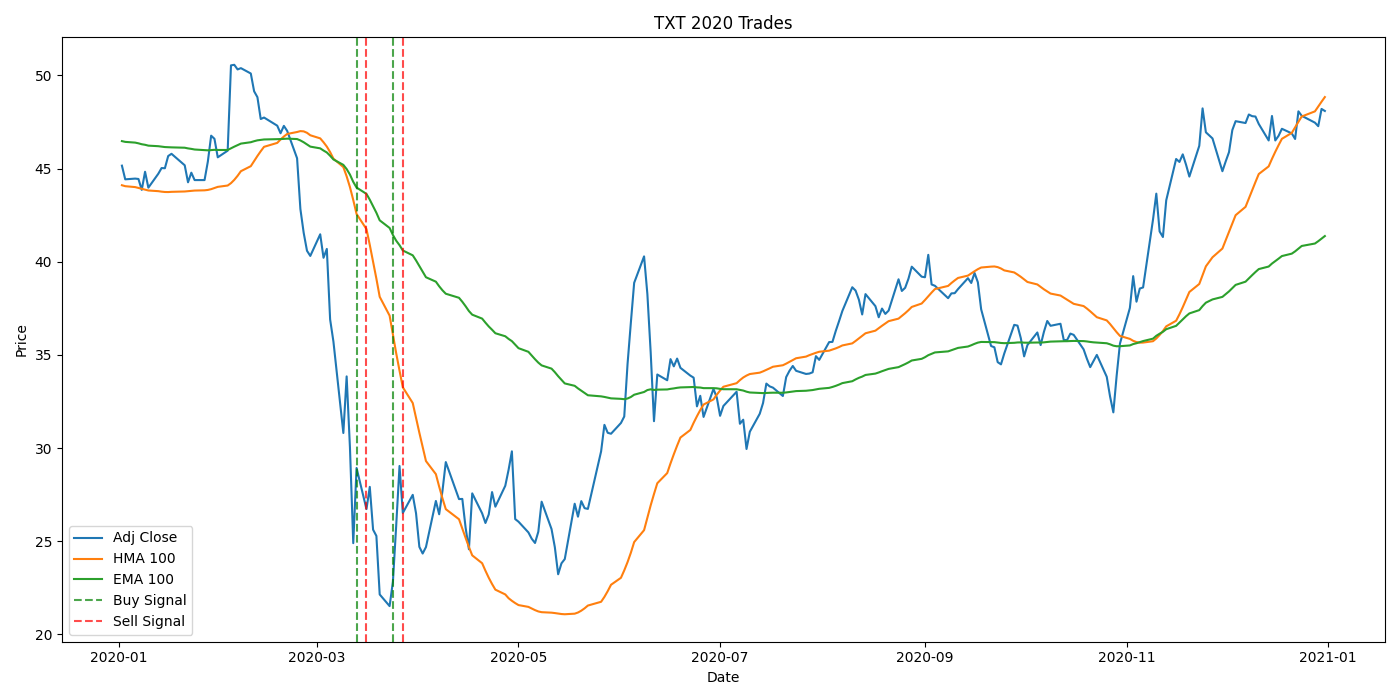 TXT 2020 Trades
Price
50
45
40
35
30
25
20
Adj Close
HMA 100
EMA 100
Buy Signal
Sell Signal
2020-01 2020-03 2020-05 2020-07 2020-09 2020-11 2021-01
Date